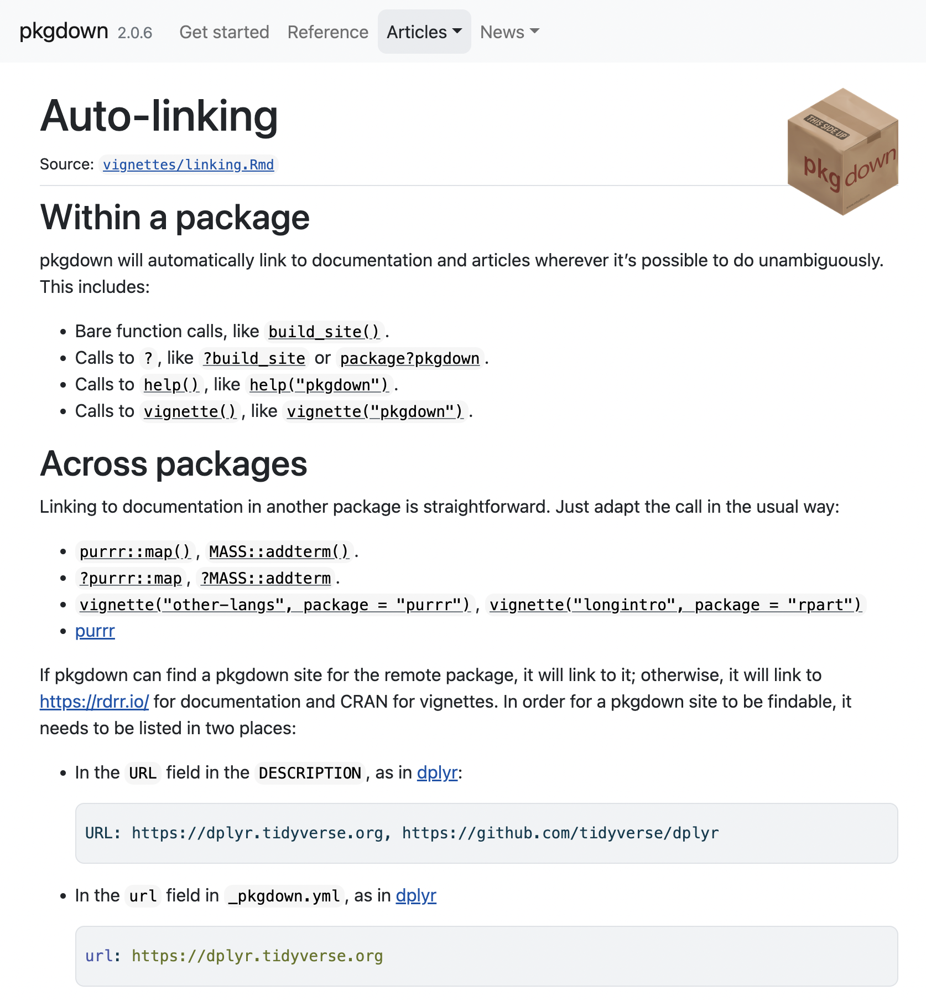 pkgdown 2.0.6 Get started Reference Articles News
Auto-linking
THIS SIDE UP
pkgdown
Source: vignettes/linking.Rmd
Within a package
pkgdown will automatically link to documentation and articles wherever it’s possible to do unambiguously.
This includes:
• Bare function calls, like build_site().
• Calls to ?, like ?build_site or package?pkgdown.
• Calls to help(), like help("pkgdown").
• Calls to vignette(), like vignette("pkgdown").
Across packages
Linking to documentation in another package is straightforward. Just adapt the call in the usual way:
• purrr::map(), MASS::addterm().
• ?purrr::map, ?MASS::addterm.
• vignette("other-langs", package = "purrr"), vignette("longintro", package = "rpart")
• purrr
If pkgdown can find a pkgdown site for the remote package, it will link to it; otherwise, it will link to
https://rdrr.io/ for documentation and CRAN for vignettes. In order for a pkgdown site to be findable, it
needs to be listed in two places:
• In the URL field in the DESCRIPTION, as in dplyr:
URL: https://dplyr.tidyverse.org, https://github.com/tidyverse/dplyr
• In the url field in _pkgdown.yml, as in dplyr
url: https://dplyr.tidyverse.org